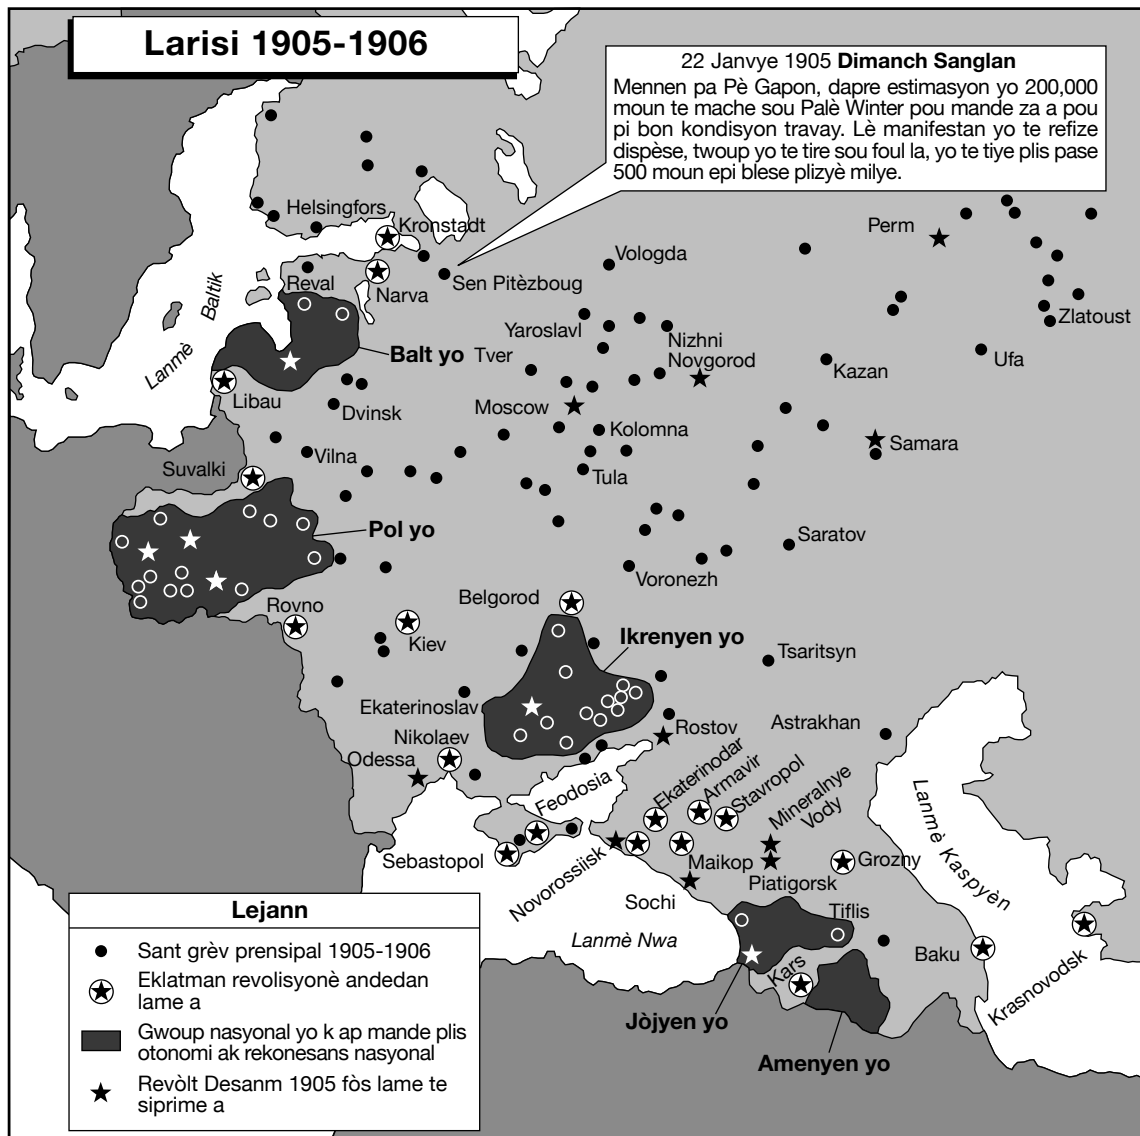 Larisi 1905-1906
22 Janvye 1905 Dimanch Sanglan
Mennen pa Pè Gapon, dapre estimasyon yo 200,000
moun te mache sou Palè Winter pou mande za a pou
pi bon kondisyon travay. Lè manifestan yo te refize
dispèse, twoup yo te tire sou foul la, yo te tiye plis pase
500 moun epi blese plizyè milye.
Helsingfors
Kronstadt
Perm
Vologda
Reval
Narva
Sen Pitèzboug
Lanmè
Baltik
Zlatoust
Yaroslavl
Nizhni
Novgorod
Balt yo
Tver
Ufa
Kazan
Libau
Dvinsk
Moscow
Kolomna
Samara
Vilna
Suvalki
Tula
Pol yo
Saratov
Voronezh
Belgorod
Rovno
Kiev
Ikrenyen yo
Tsaritsyn
Ekaterinoslav
Rostov
Astrakhan
Nikolaev
Odessa
Feodosia
Ekaterinodar
Armavir
Stavropol
Mineralnye
Vody
Lanmè Kaspyèn
Sebastopol
Novorossiisk
Maikop
Grozny
Piatigorsk
Sochi
Tiflis
Lanmè Nwa
Kars
Baku
Krasnovodsk
Jòjyen yo
Amenyen yo
Lejann
Sant grèv prensipal 1905-1906
Eklatman revolisyonè andedan
lame a
Gwoup nasyonal yo k ap mande plis
otonomi ak rekonesans nasyonal
Revòlt Desanm 1905 fòs lame te
siprime a